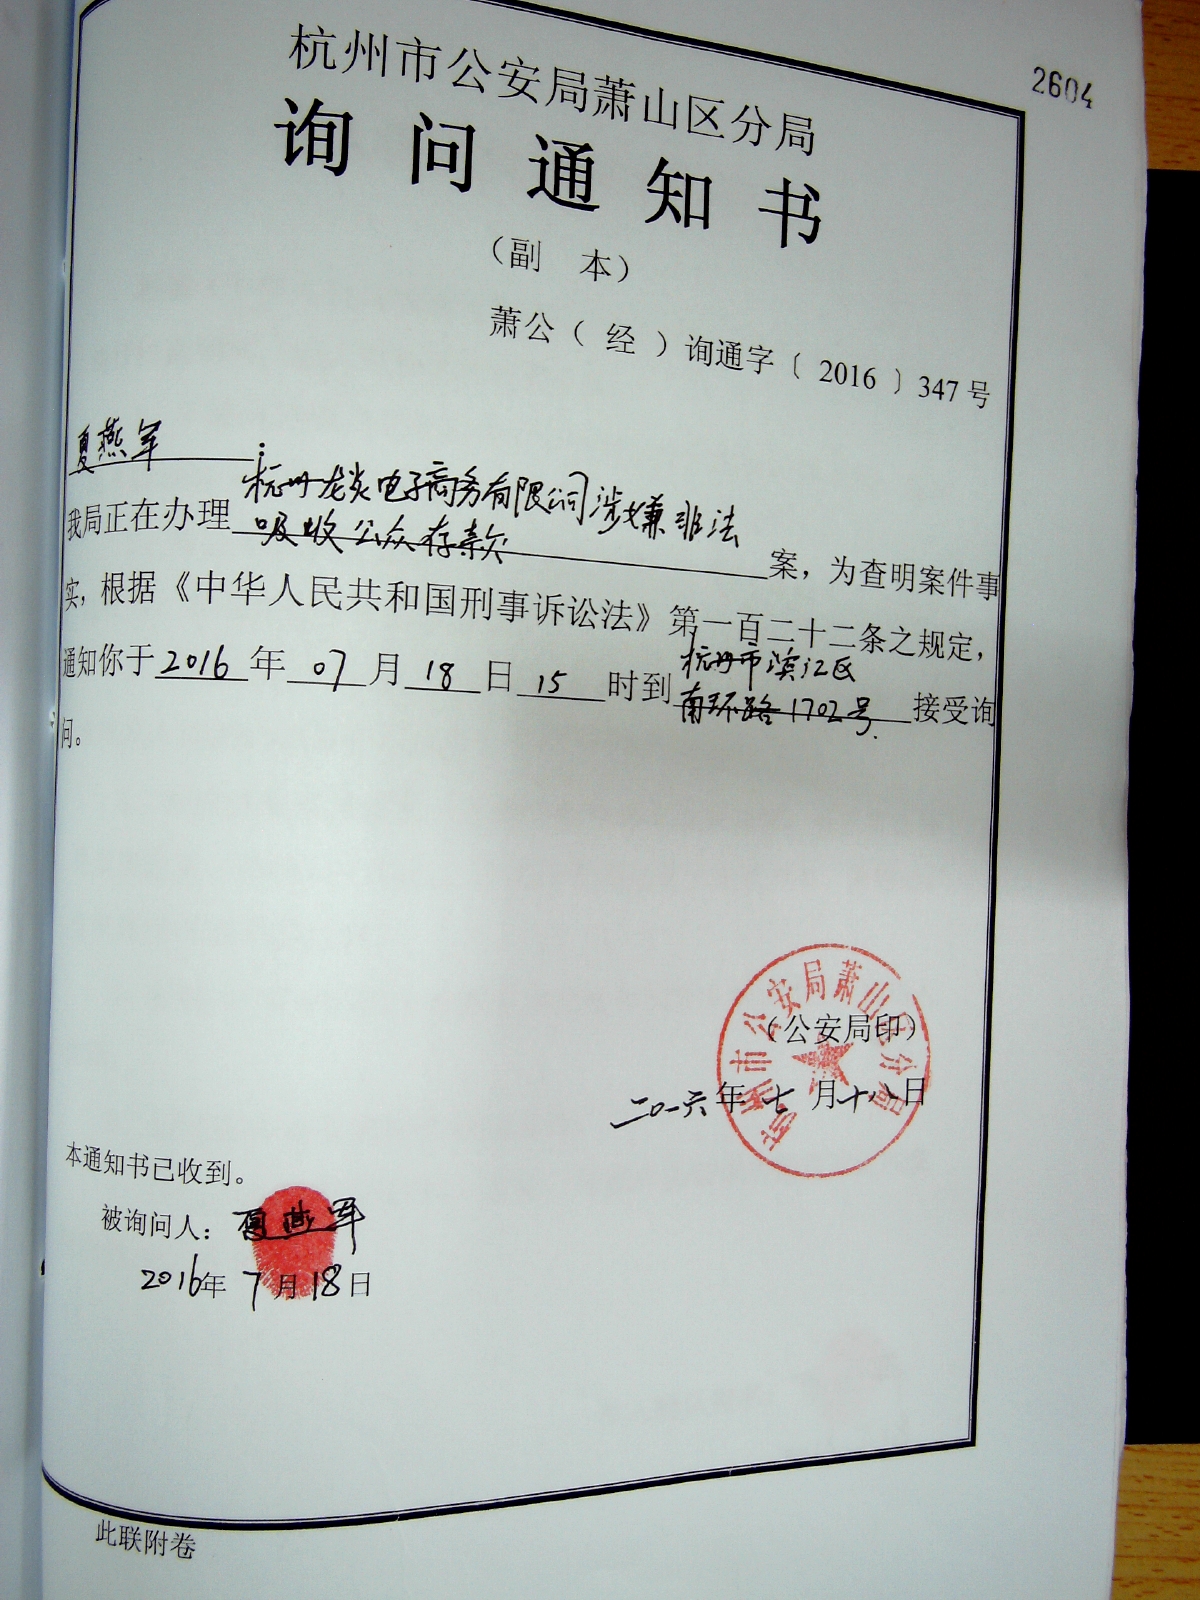 2604
杭州市公安局萧山区分局
询问通知书
（副 本）
萧公（经）询通字〔2016〕347号
夏燕军：
杭州龙炎电子商务有限公司涉嫌非法
我局正在办理吸收公众存款案，为查明案件事
实，根据《中华人民共和国刑事诉讼法》第一百二十二条之规定，
杭州市滨江区
通知你于2016年07月18日15时到南环路1702号接受询
问。
杭州市公安局萧山区分局
（公安局印）
二〇一六年七月十八日
本通知书已收到。
被询问人：夏燕军
2016年7月18日
此联附卷